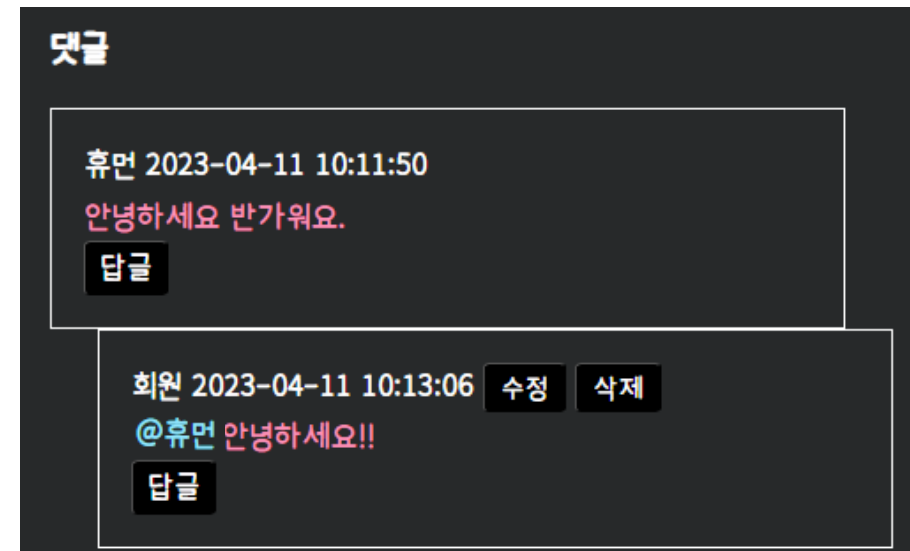 댓글
휴먼 2023-04-11 10:11:50
안녕하세요 반가워요.
답글
회원 2023-04-11 10:13:06 수정 삭제
@휴먼 안녕하세요!!
답글